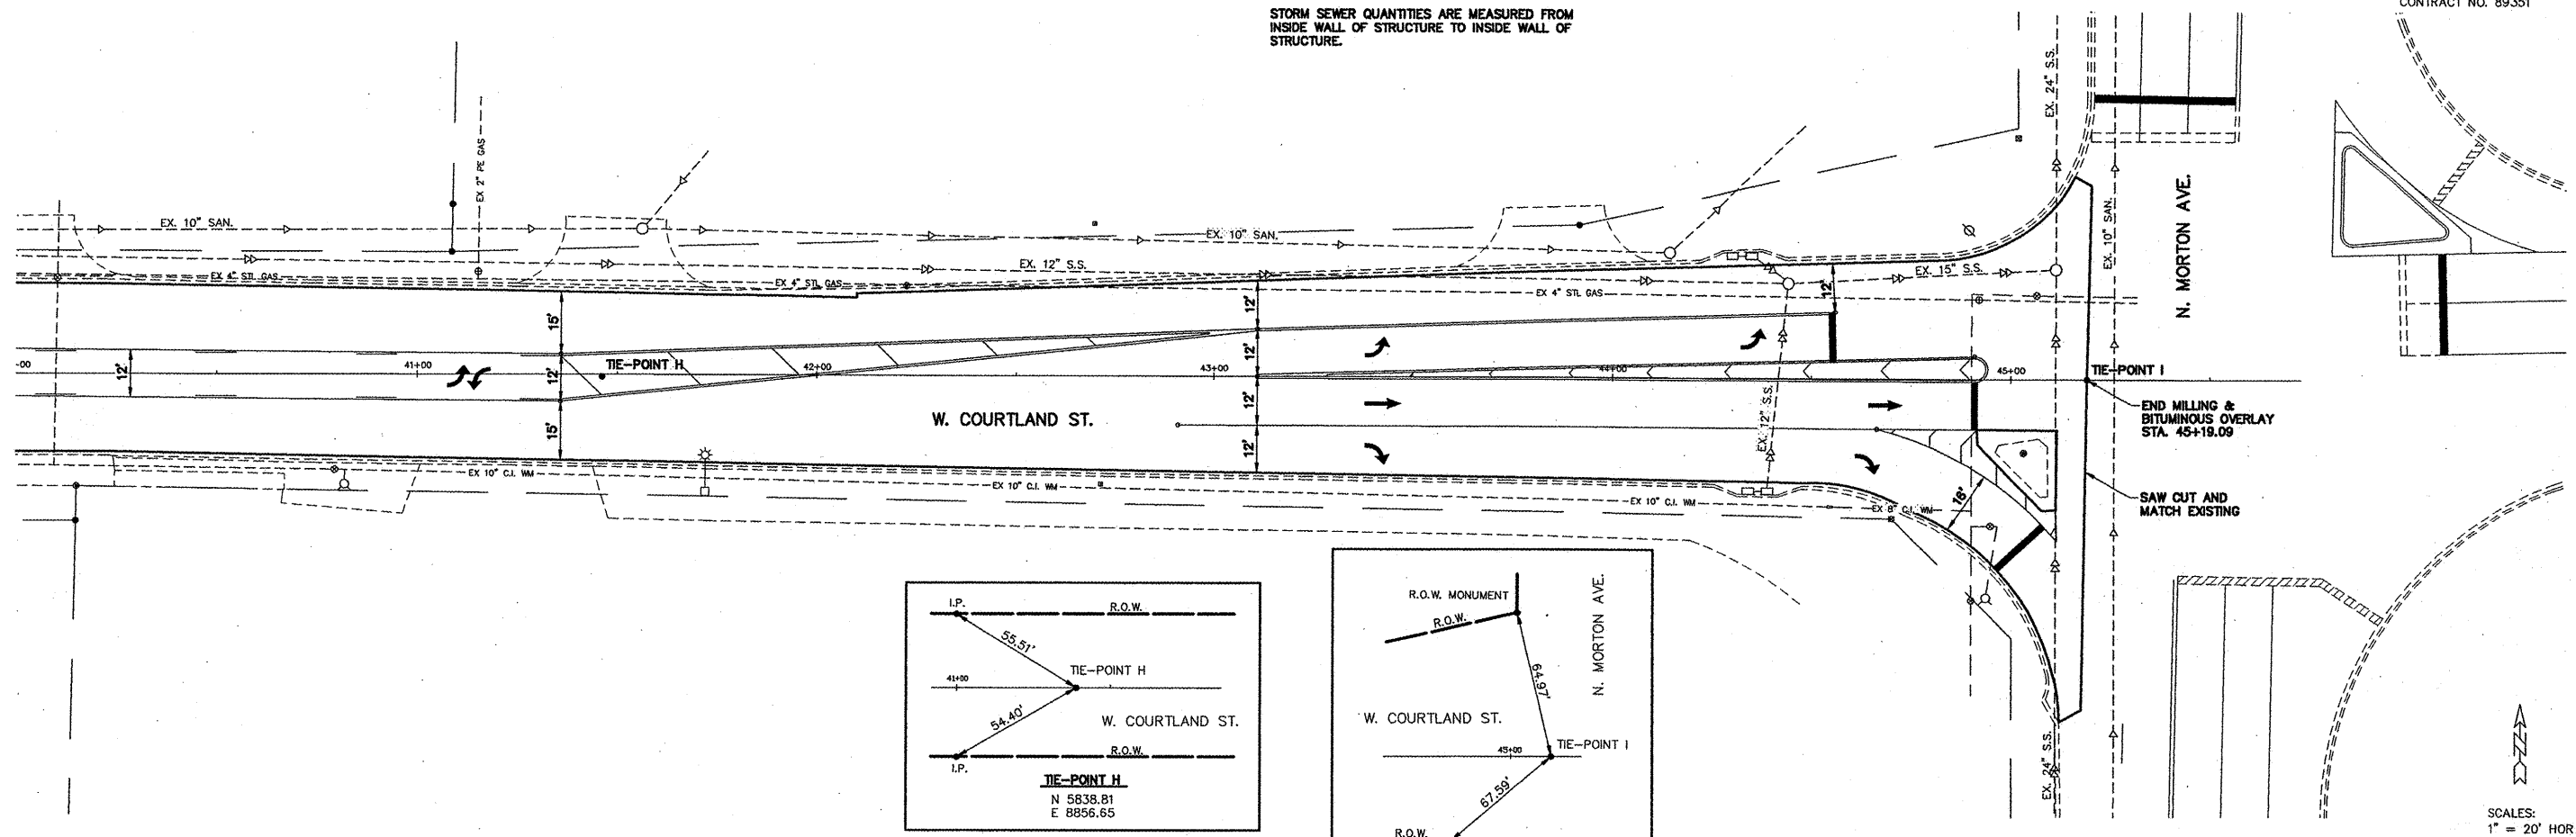 CONTRACT NO. 89351
STORM SEWER QUANTITIES ARE MEASURED FROM
INSIDE WALL OF STRUCTURE TO INSIDE WALL OF
STRUCTURE.
EX. 24" S.S.
EX 2" PE GAS
EX. 10" SAN.
EX. 10" SAN.
EX. 10" SAN.
N. MORTON AVE.
EX. 12" S.S.
EX. 15" S.S.
EX 4" STL GAS
EX 4" STL GAS
EX 4" STL GAS
15'
12'
12'
12'
12'
12'
15'
12'
12'
12'
-00
41+00
TIE-POINT H
42+00
43+00
44+00
45+00
TIE-POINT I
W. COURTLAND ST.
EX. 12" S.S.
END MILLING &
BITUMINOUS OVERLAY
STA. 45+19.09
SAW CUT AND
MATCH EXISTING
EX 10" C.I. WM
EX 10" C.I. WM
EX 10" C.I. WM
EX 8" C.I. WM
18'
I.P.
R.O.W.
55.51'
41+00
TIE-POINT H
54.40'
W. COURTLAND ST.
R.O.W.
I.P.
TIE-POINT H
N 5838.81
E 8856.65
R.O.W. MONUMENT
R.O.W.
N. MORTON AVE.
64.97'
W. COURTLAND ST.
45+00
TIE-POINT I
67.59'
R.O.W.
EX. 24" S.S.
N
SCALES:
1" = 20' HOR